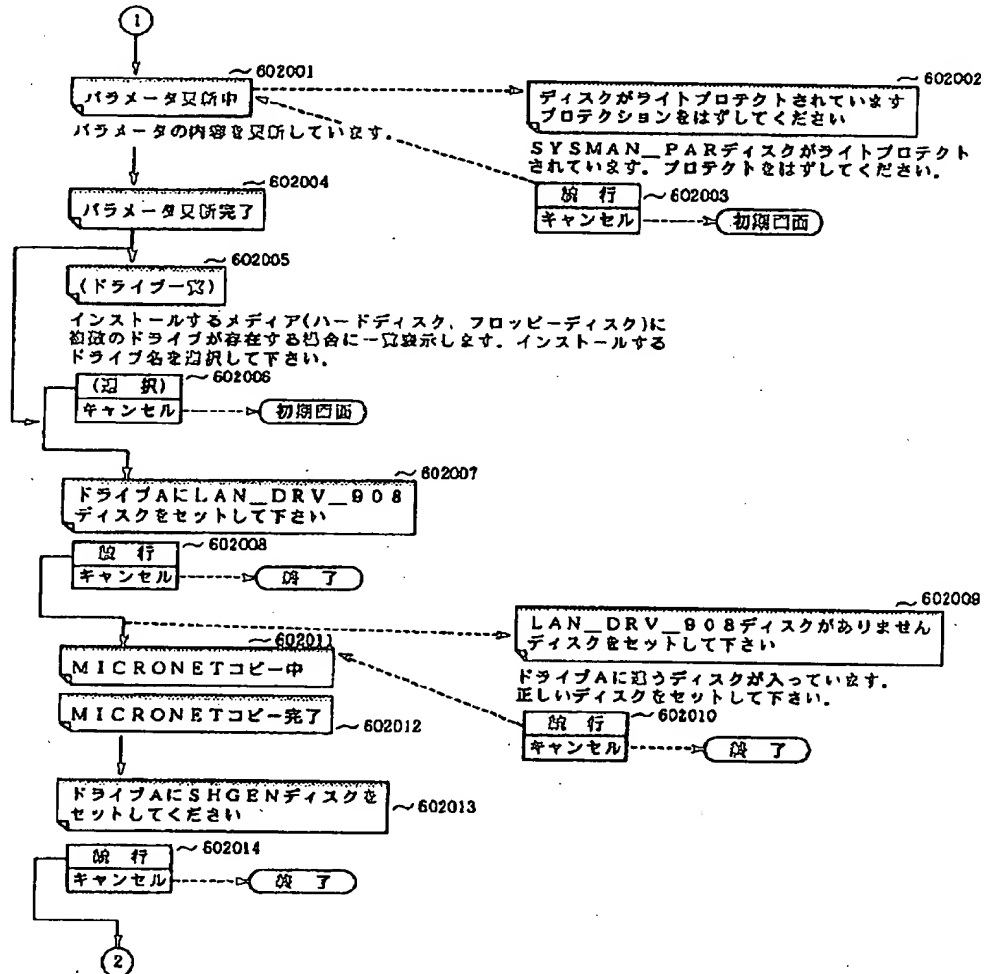 1
602001
パラメータ更新中
パラメータの内容を更新しています。
602002
ディスクがライトプロテクトされています
プロテクションをはずしてください
SYSMAN__PARディスクがライトプロテクト
されています。プロテクトをはずしてください。
602003
続 行
キャンセル
初期画面
602004
パラメータ更新完了
602005
(ドライブ一覧)
インストールするメディア(ハードディスク、フロッピーディスク)に
複数のドライブが存在する場合に一覧表示します。インストールする
ドライブ名を選択して下さい。
602006
(選 択)
キャンセル
初期画面
602007
ドライブAにLAN__DRV__908
ディスクをセットして下さい
602008
続 行
キャンセル
終 了
602009
LAN__DRV__908ディスクがありません
ディスクをセットして下さい
ドライブAに違うディスクが入っています。
正しいディスクをセットして下さい。
602010
続 行
キャンセル
終 了
602011
MICRONETコピー中
MICRONETコピー完了
602012
ドライブAにSHGENディスクを
セットしてください
602013
602014
続 行
キャンセル
終 了
2